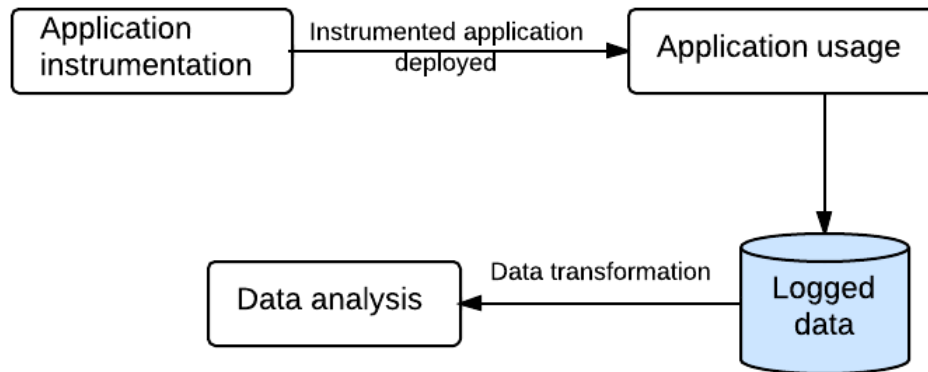 Application
instrumentation
Instrumented application
deployed
Application usage
Data transformation
Data analysis
Logged
data